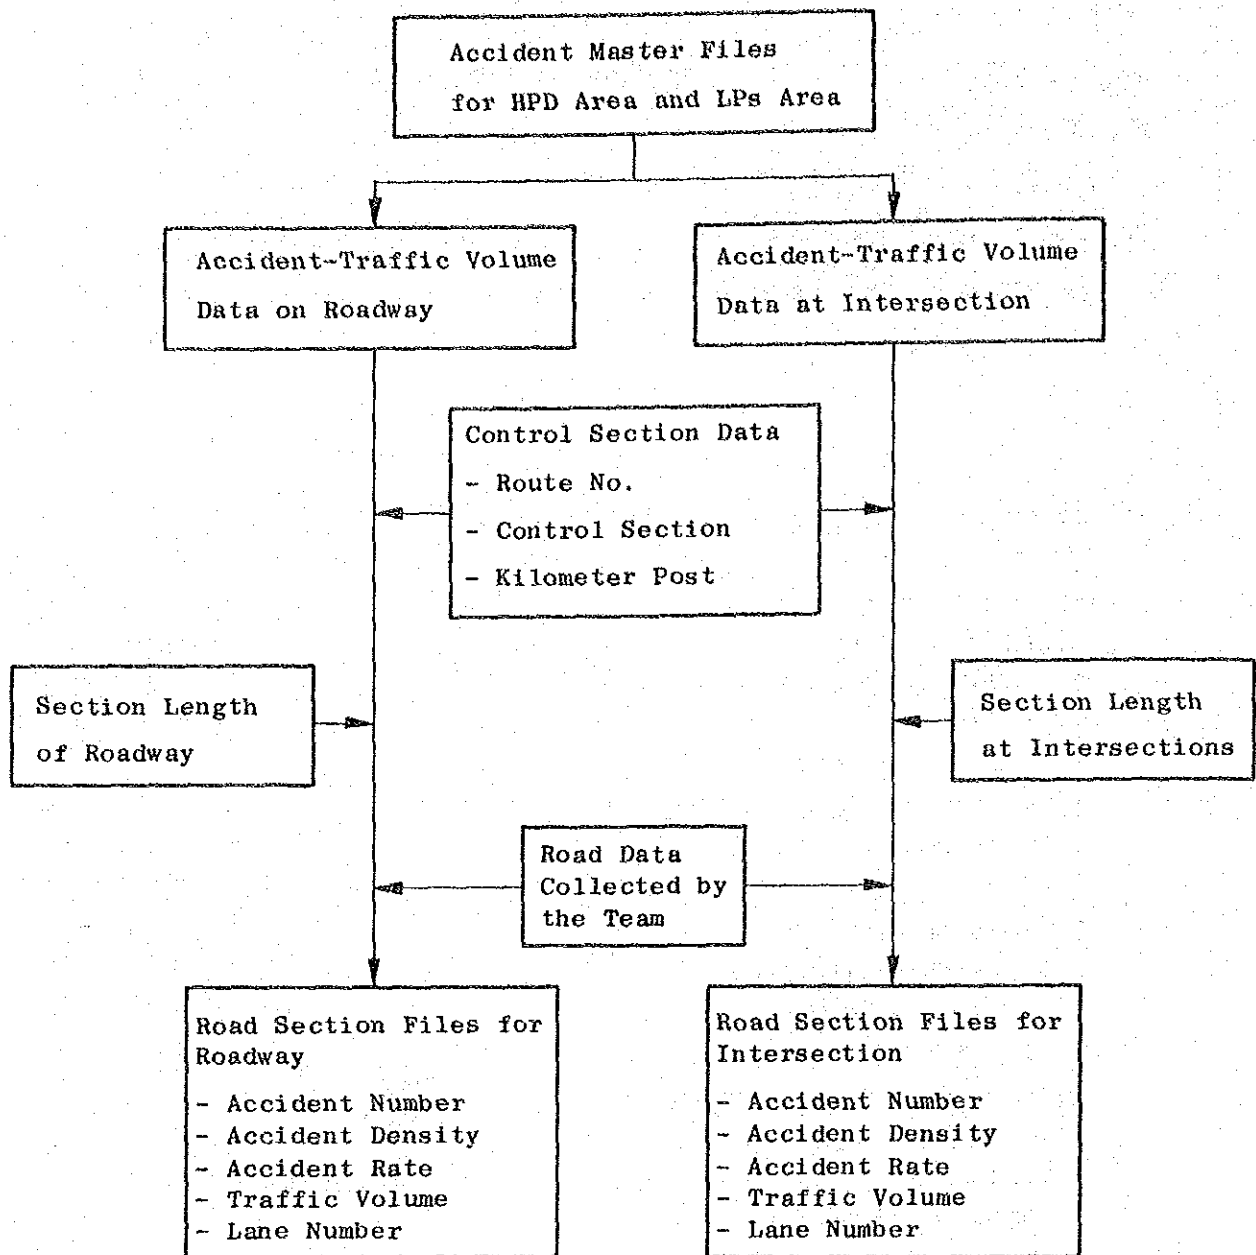 Accident Master Files
for HPD Area and LPs Area
Accident-Traffic Volume
Data on Roadway
Accident-Traffic Volume
Data at Intersection
Control Section Data
- Route No.
- Control Section
- Kilometer Post
Section Length
of Roadway
Section Length
at Intersections
Road Data
Collected by
the Team
Road Section Files for
Roadway
- Accident Number
- Accident Density
- Accident Rate
- Traffic Volume
- Lane Number
Road Section Files for
Intersection
- Accident Number
- Accident Density
- Accident Rate
- Traffic Volume
- Lane Number